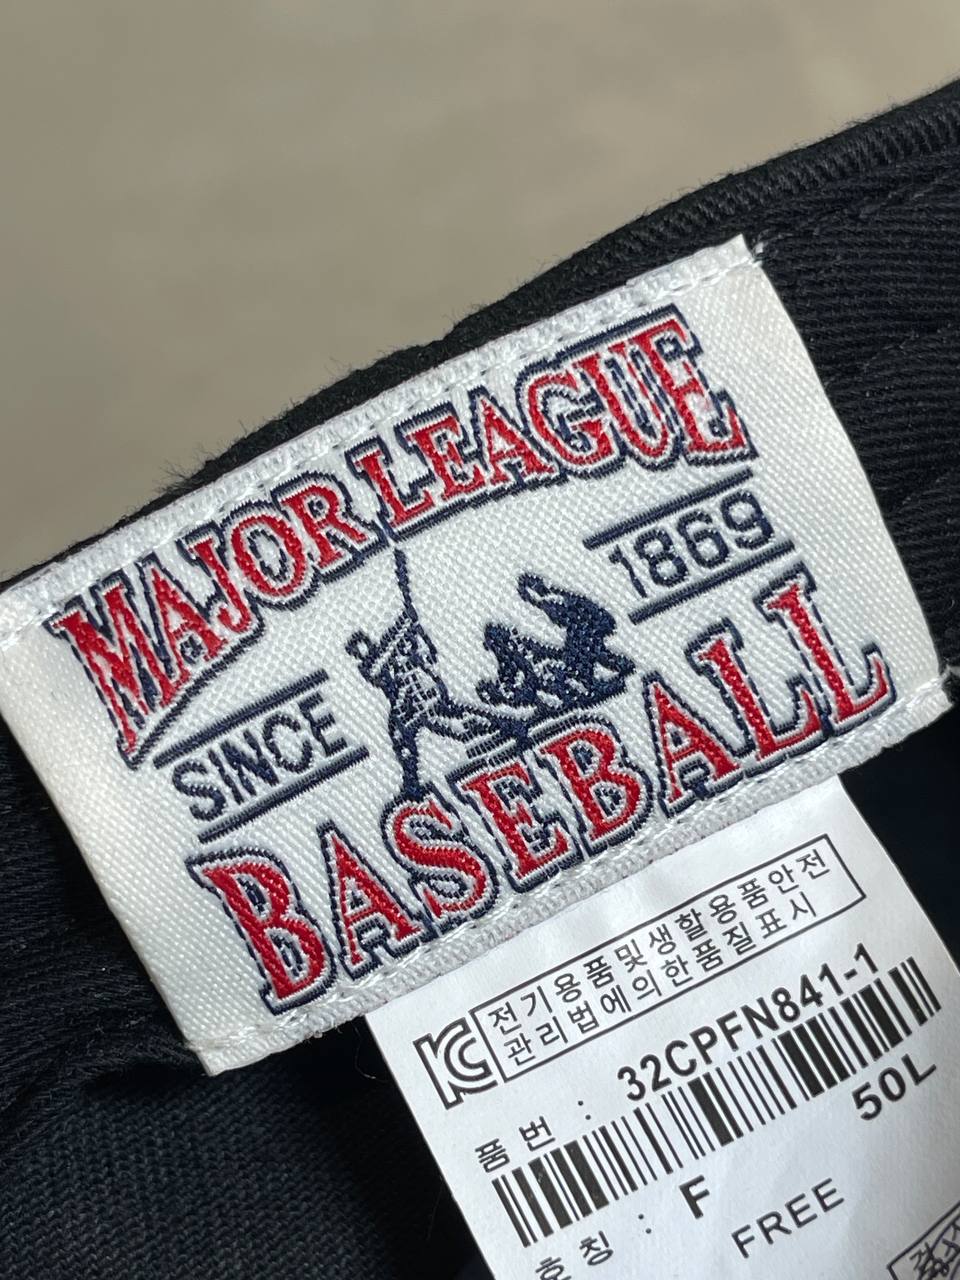 MAJOR LEAGUE
SINCE 1869
BASEBALL
전기용품및생활용품안전
관리법에의한품질표시
품 번 : 32CPFN841-1
50L
호 칭 : F
FREE